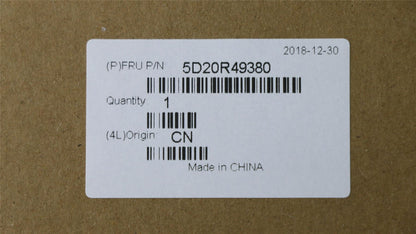 2018-12-30
(P)FRU P/N: 5D20R49380
Quantity: 1
(4L)Origin: CN
Made in CHINA